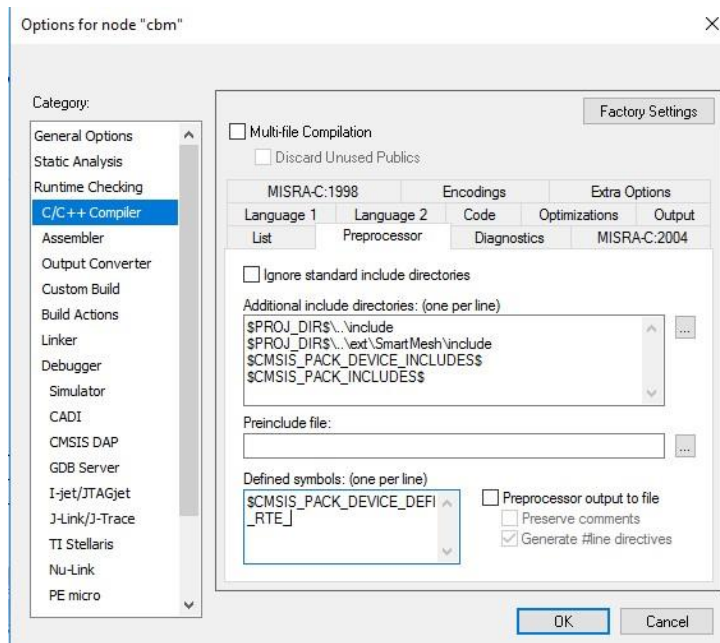 Options for node "cbm"
Category:
General Options
Static Analysis
Runtime Checking
C/C++ Compiler
Assembler
Output Converter
Custom Build
Build Actions
Linker
Debugger
Simulator
CADI
CMSIS DAP
GDB Server
I-jet/JTAGjet
J-Link/J-Trace
TI Stellaris
Nu-Link
PE micro
Factory Settings
Multi-file Compilation
Discard Unused Publics
MISRA-C:1998 Encodings Extra Options
Language 1 Language 2 Code Optimizations Output
List Preprocessor Diagnostics MISRA-C:2004
Ignore standard include directories
Additional include directories: (one per line)
$PROJ_DIR$\..\include
$PROJ_DIR$\..\ext\SmartMesh\include
$CMSIS_PACK_DEVICE_INCLUDES$
$CMSIS_PACK_INCLUDES$
...
Preinclude file:
...
Defined symbols: (one per line)
$CMSIS_PACK_DEVICE_DEFI
_RTE_
Preprocessor output to file
Preserve comments
Generate #line directives
OK Cancel